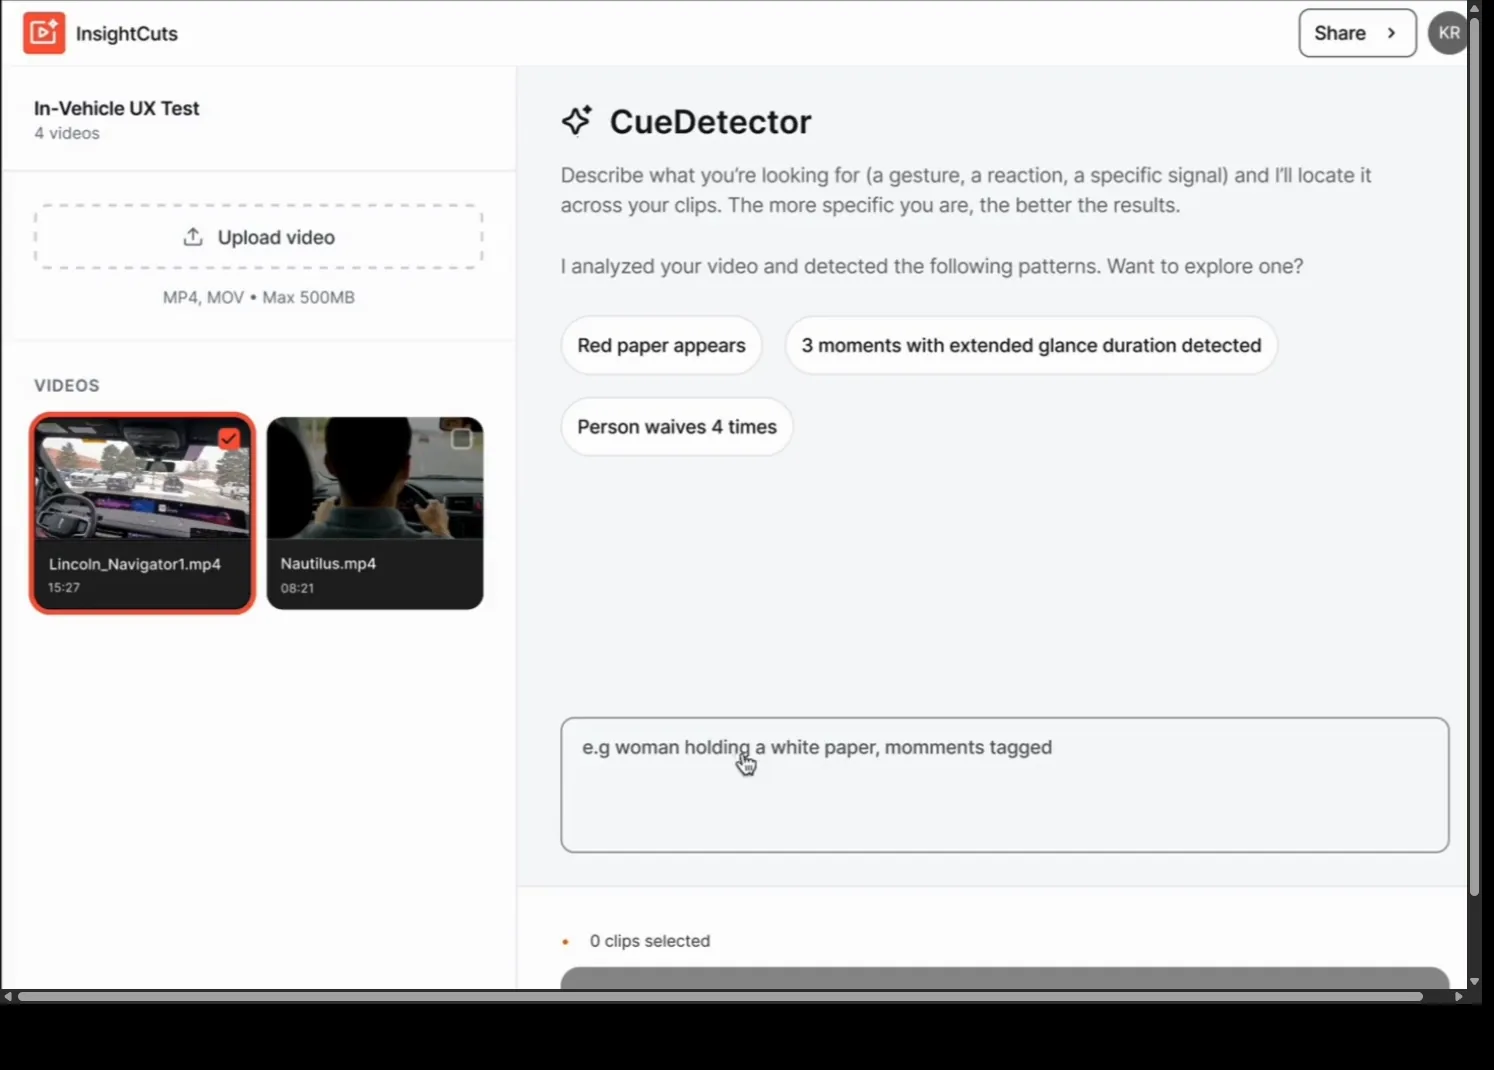 InsightCuts
Share
KR
In-Vehicle UX Test
4 videos
Upload video
MP4, MOV • Max 500MB
VIDEOS
Lincoln_Navigator1.mp4
15:27
Nautilus.mp4
08:21
CueDetector
Describe what you're looking for (a gesture, a reaction, a specific signal) and I'll locate it
across your clips. The more specific you are, the better the results.
I analyzed your video and detected the following patterns. Want to explore one?
Red paper appears
3 moments with extended glance duration detected
Person waives 4 times
e.g woman holding a white paper, momments tagged
0 clips selected